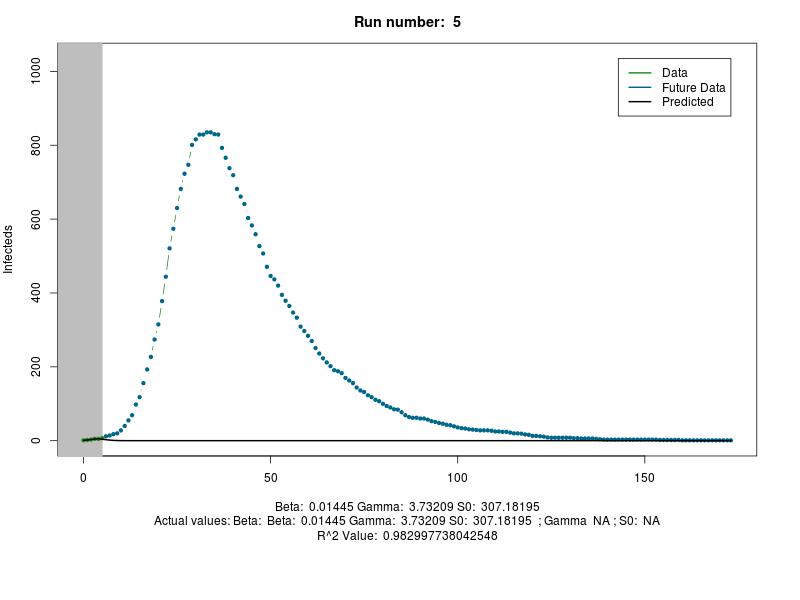 Run number: 5
1000
800
600
400
200
0
Infecteds
Data
Future Data
Predicted
0 50 100 150
Beta: 0.01445 Gamma: 3.73209 S0: 307.18195
Actual values: Beta: Beta: 0.01445 Gamma: 3.73209 S0: 307.18195 ; Gamma NA ; S0: NA
R^2 Value: 0.982997738042548